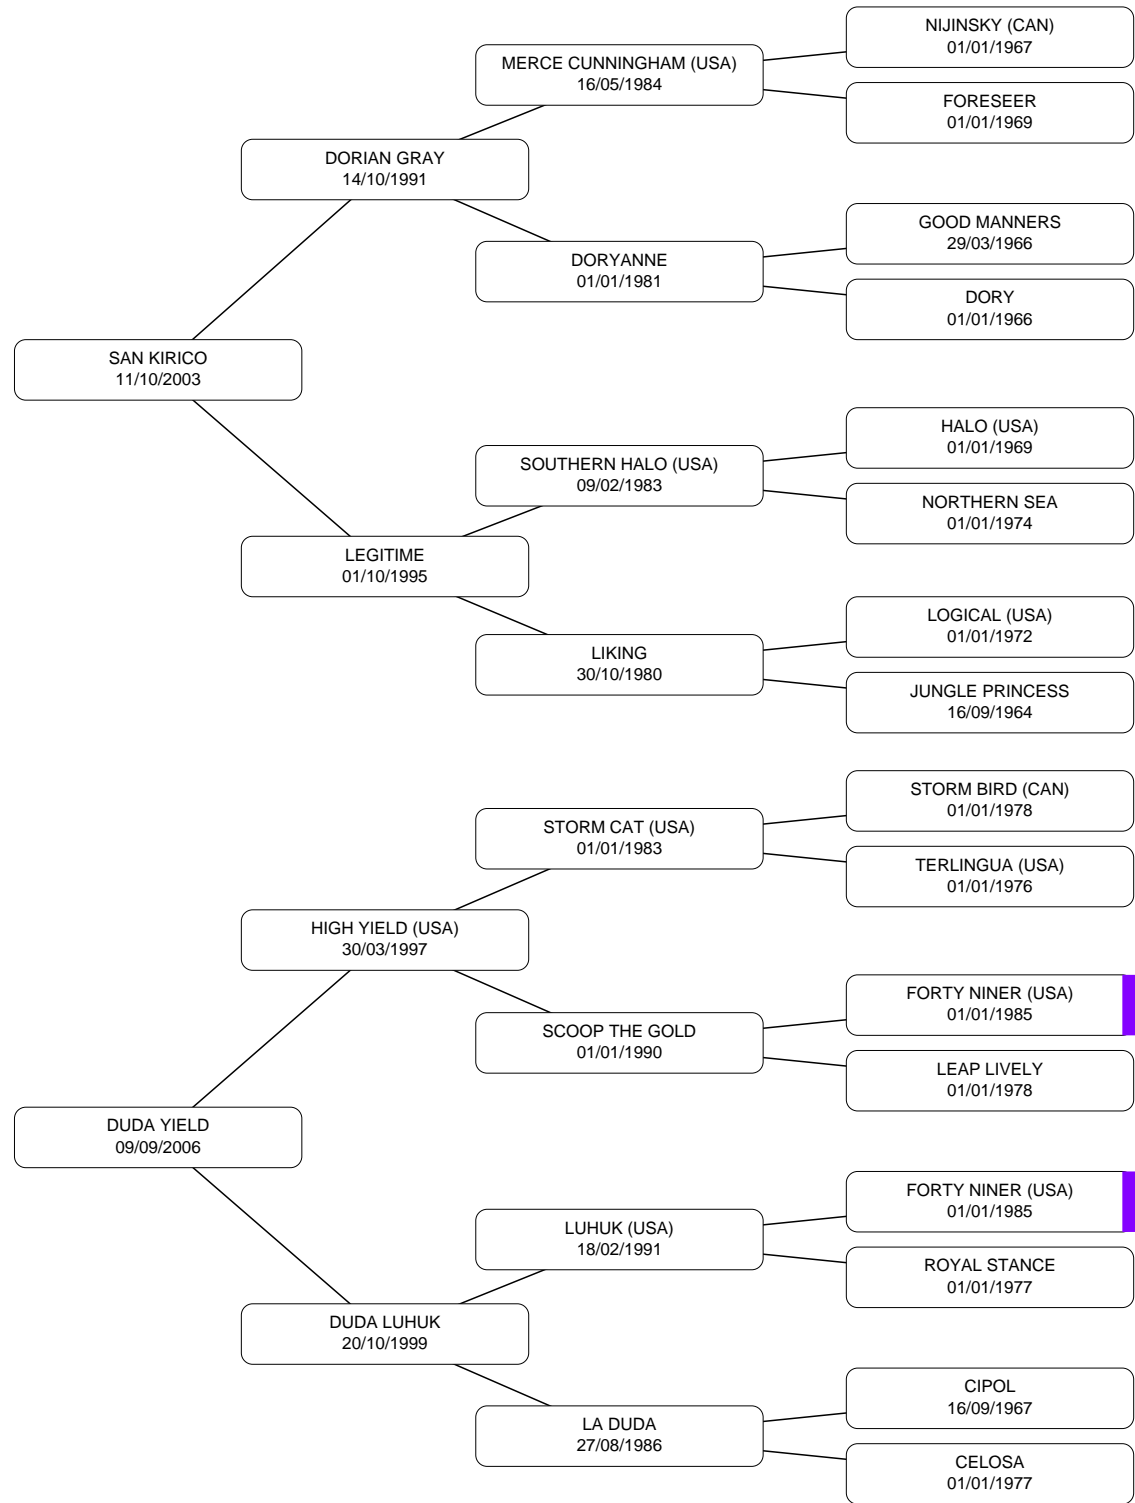 NIJINSKY (CAN)
01/01/1967
MERCE CUNNINGHAM (USA)
16/05/1984
FORESEER
01/01/1969
DORIAN GRAY
14/10/1991
GOOD MANNERS
29/03/1966
DORYANNE
01/01/1981
DORY
01/01/1966
SAN KIRICO
11/10/2003
HALO (USA)
01/01/1969
SOUTHERN HALO (USA)
09/02/1983
NORTHERN SEA
01/01/1974
LEGITIME
01/10/1995
LOGICAL (USA)
01/01/1972
LIKING
30/10/1980
JUNGLE PRINCESS
16/09/1964
STORM BIRD (CAN)
01/01/1978
STORM CAT (USA)
01/01/1983
TERLINGUA (USA)
01/01/1976
HIGH YIELD (USA)
30/03/1997
FORTY NINER (USA)
01/01/1985
SCOOP THE GOLD
01/01/1990
LEAP LIVELY
01/01/1978
DUDA YIELD
09/09/2006
FORTY NINER (USA)
01/01/1985
LUHUK (USA)
18/02/1991
ROYAL STANCE
01/01/1977
DUDA LUHUK
20/10/1999
CIPOL
16/09/1967
LA DUDA
27/08/1986
CELOSA
01/01/1977